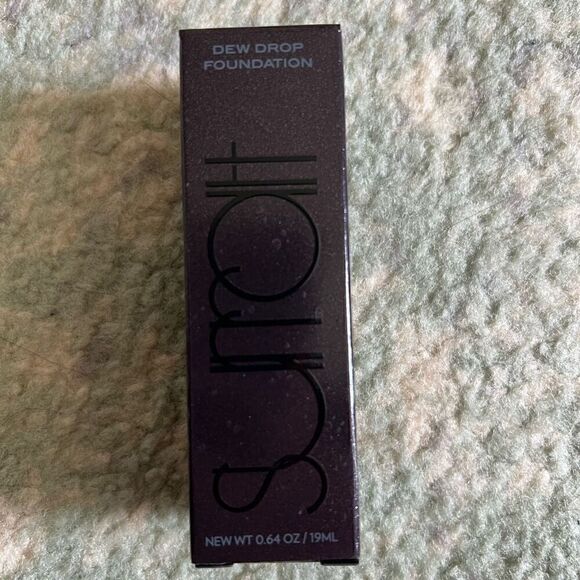 DEW DROP
FOUNDATION
surratt
NEW WT 0.64 OZ / 19ML